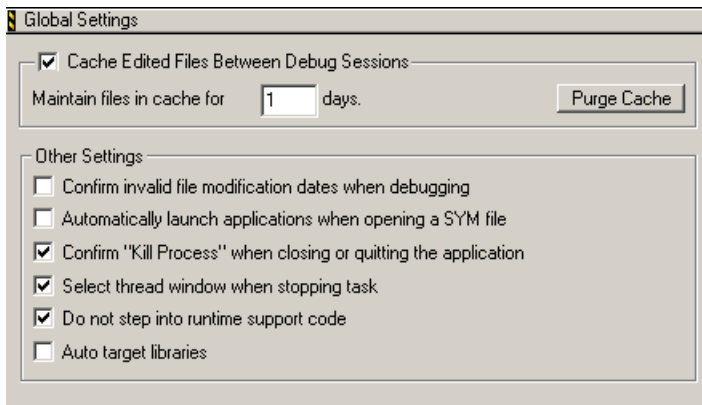 Global Settings
Cache Edited Files Between Debug Sessions
Maintain files in cache for 1 days. Purge Cache
Other Settings
Confirm invalid file modification dates when debugging
Automatically launch applications when opening a SYM file
Confirm "Kill Process" when closing or quitting the application
Select thread window when stopping task
Do not step into runtime support code
Auto target libraries